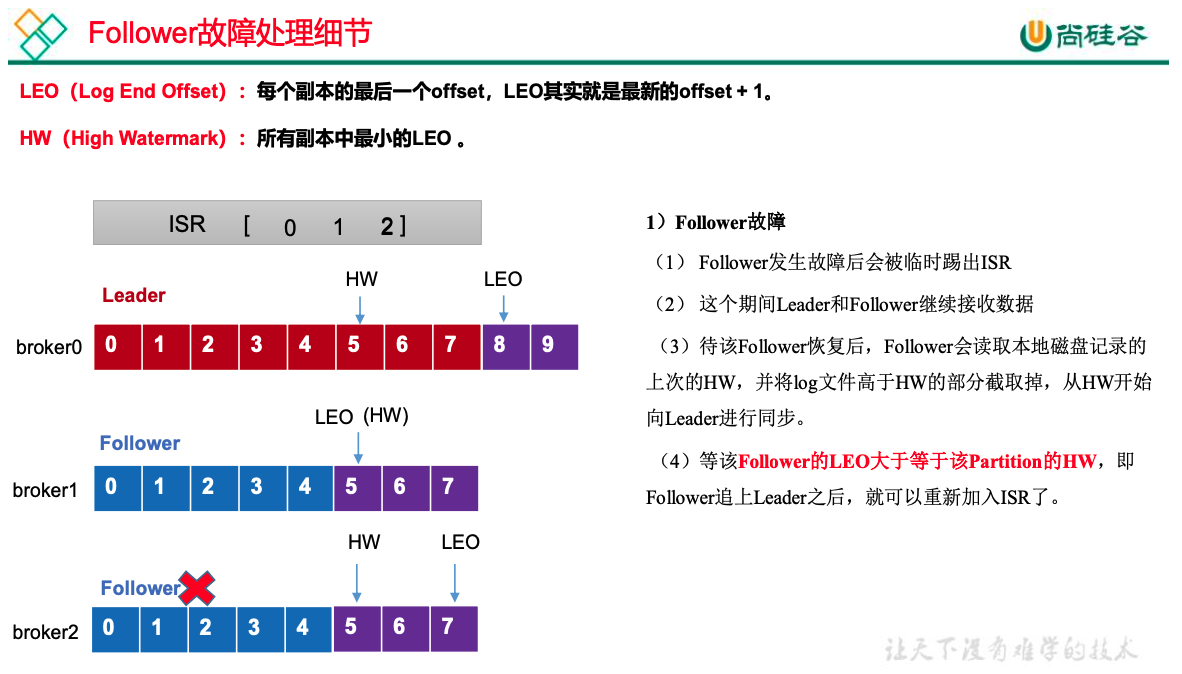 Follower故障处理细节
尚硅谷
LEO（Log End Offset）：每个副本的最后一个offset，LEO其实就是最新的offset + 1。
HW（High Watermark）：所有副本中最小的LEO 。
ISR [ 0 1 2 ]
HW LEO
Leader
broker0 0 1 2 3 4 5 6 7 8 9
LEO (HW)
Follower
broker1 0 1 2 3 4 5 6 7
HW LEO
Follower
broker2 0 1 2 3 4 5 6 7
1）Follower故障
（1） Follower发生故障后会被临时踢出ISR
（2） 这个期间Leader和Follower继续接收数据
（3）待该Follower恢复后，Follower会读取本地磁盘记录的
上次的HW，并将log文件高于HW的部分截取掉，从HW开始
向Leader进行同步。
（4）等该Follower的LEO大于等于该Partition的HW，即
Follower追上Leader之后，就可以重新加入ISR了。
让天下没有难学的技术